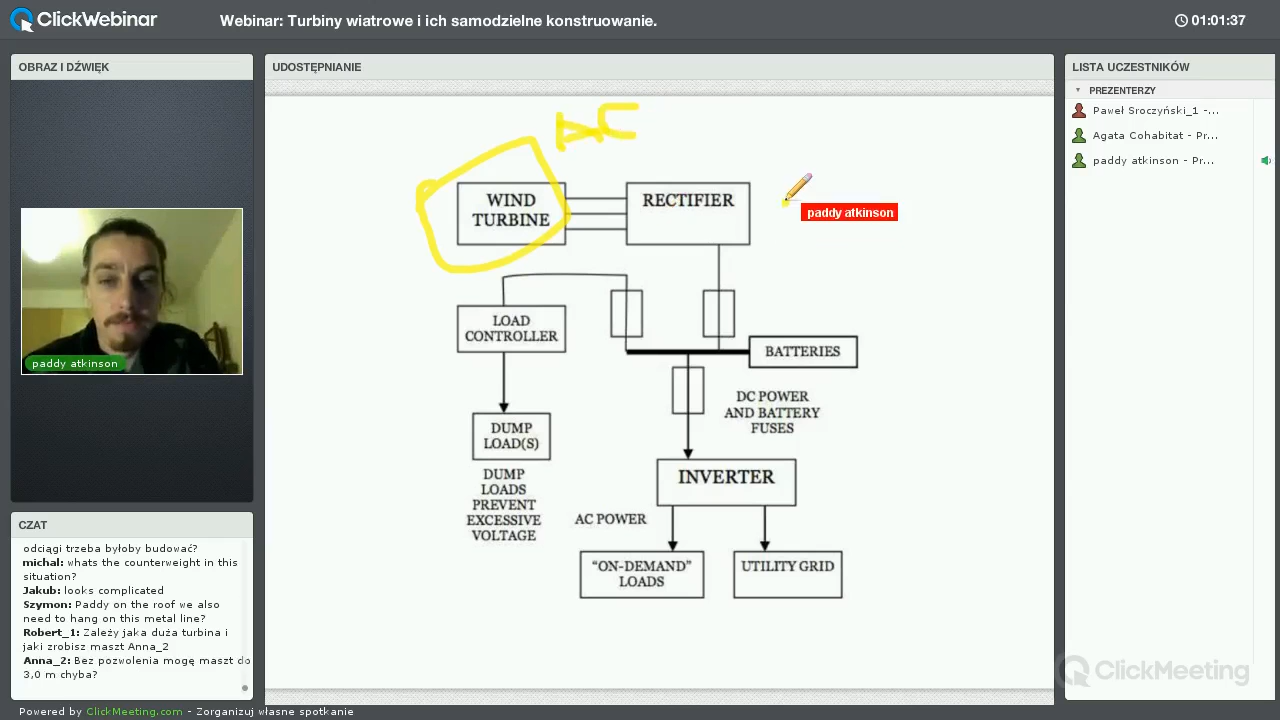 ClickWebinar
Webinar: Turbiny wiatrowe i ich samodzielne konstruowanie.
01:01:37
OBRAZ I DŹWIĘK
paddy atkinson
CZAT
odciągi trzeba byłoby budować?
michal: whats the counterweight in this
situation?
Jakub: looks complicated
Szymon: Paddy on the roof we also
need to hang on this metal line?
Robert_1: Zależy jaka duża turbina i
jaki zrobisz maszt Anna_2
Anna_2: Bez pozwolenia mogę maszt do
3,0 m chyba?
UDOSTĘPNIANIE
AC
WIND
TURBINE
RECTIFIER
paddy atkinson
LOAD
CONTROLLER
BATTERIES
DC POWER
AND BATTERY
FUSES
DUMP
LOAD(S)
DUMP
LOADS
PREVENT
EXCESSIVE
VOLTAGE
INVERTER
AC POWER
“ON-DEMAND”
LOADS
UTILITY GRID
LISTA UCZESTNIKÓW
PREZENTERZY
Paweł Sroczyński_1 -...
Agata Cohabitat - Pr...
paddy atkinson - Pr...
ClickMeeting
Powered by ClickMeeting.com - Zorganizuj własne spotkanie